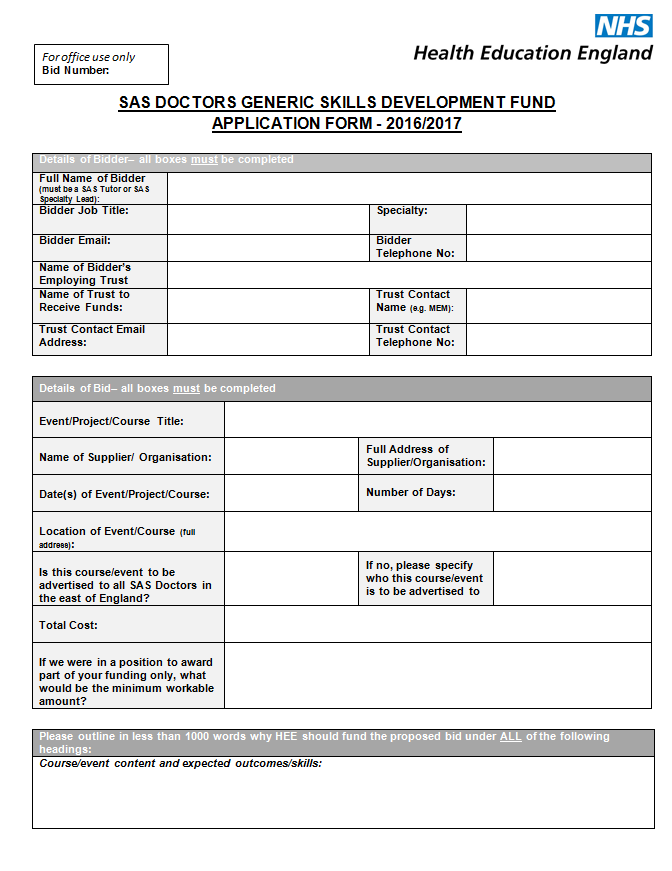 NHS
Health Education England
For office use only
Bid Number:
SAS DOCTORS GENERIC SKILLS DEVELOPMENT FUND
APPLICATION FORM - 2016/2017
Details of Bidder– all boxes must be completed
Full Name of Bidder
(must be a SAS Tutor or SAS
Specialty Lead):
Bidder Job Title:
Specialty:
Bidder Email:
Bidder
Telephone No:
Name of Bidder's
Employing Trust
Name of Trust to
Receive Funds:
Trust Contact
Name (e.g. MEM):
Trust Contact Email
Address:
Trust Contact
Telephone No:
Details of Bid– all boxes must be completed
Event/Project/Course Title:
Name of Supplier/ Organisation:
Full Address of
Supplier/Organisation:
Date(s) of Event/Project/Course:
Number of Days:
Location of Event/Course (full
address):
Is this course/event to be
advertised to all SAS Doctors in
the east of England?
If no, please specify
who this course/event
is to be advertised to
Total Cost:
If we were in a position to award
part of your funding only, what
would be the minimum workable
amount?
Please outline in less than 1000 words why HEE should fund the proposed bid under ALL of the following
headings:
Course/event content and expected outcomes/skills: